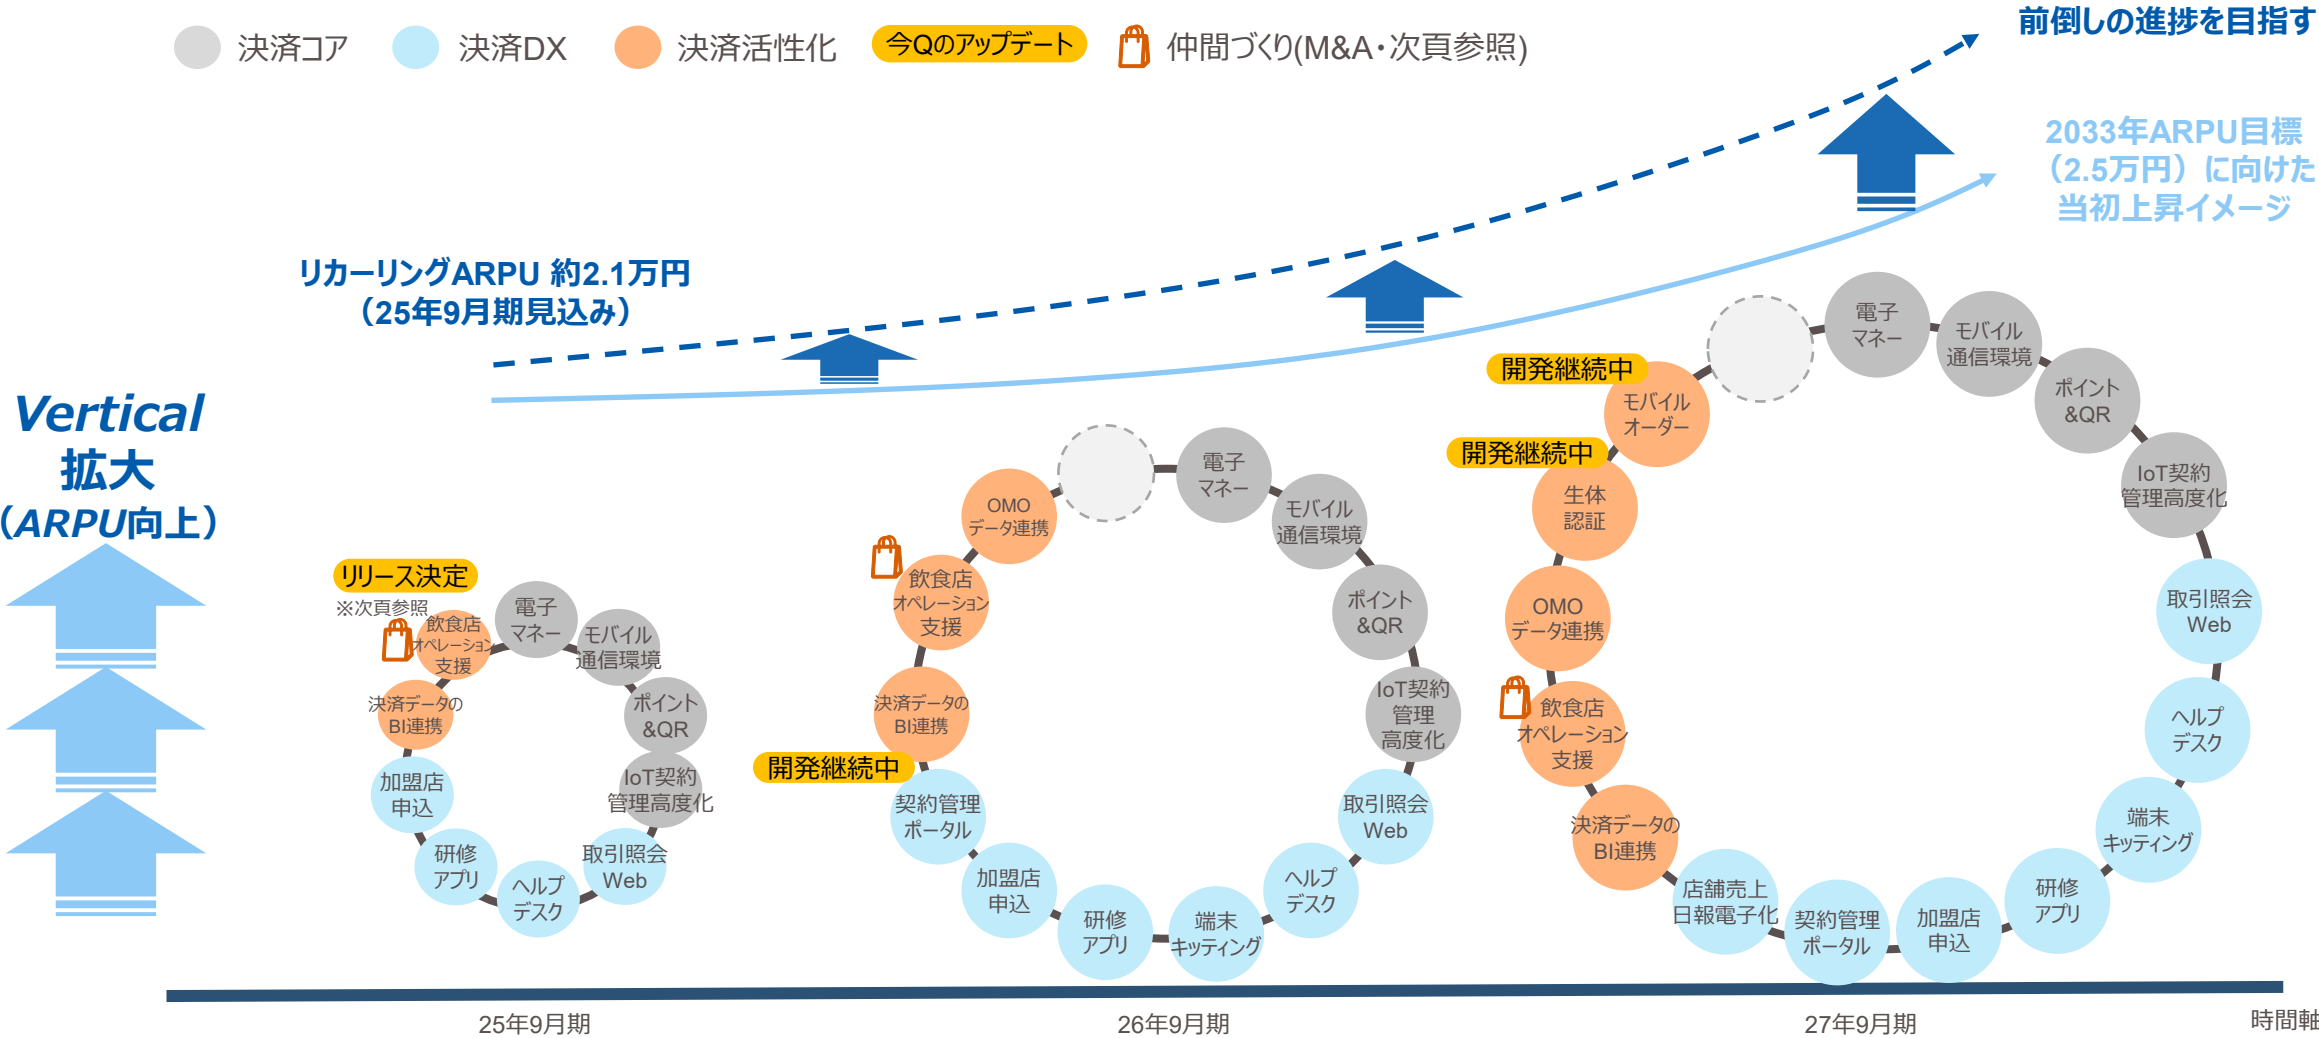 決済コア
決済DX
決済活性化
今Qのアップデート
仲間づくり(M&A・次頁参照)
前倒しの進捗を目指す
2033年ARPU目標
（2.5万円）に向けた
当初上昇イメージ
リカーリングARPU 約2.1万円
（25年9月期見込み）
Vertical
拡大
（ARPU向上）
リリース決定
※次頁参照
飲食店
オペレーション
支援
電子
マネー
モバイル
通信環境
ポイント
&QR
IoT契約
管理高度化
取引照会
Web
ヘルプ
デスク
研修
アプリ
加盟店
申込
決済データの
BI連携
OMO
データ連携
電子
マネー
モバイル
通信環境
ポイント
&QR
IoT契約
管理
高度化
取引照会
Web
ヘルプ
デスク
端末
キッティング
研修
アプリ
加盟店
申込
契約管理
ポータル
開発継続中
決済データの
BI連携
飲食店
オペレーション
支援
開発継続中
モバイル
オーダー
開発継続中
生体
認証
OMO
データ連携
飲食店
オペレーション
支援
決済データの
BI連携
店舗売上
日報電子化
契約管理
ポータル
加盟店
申込
研修
アプリ
端末
キッティング
ヘルプ
デスク
取引照会
Web
IoT契約
管理高度化
ポイント
&QR
モバイル
通信環境
電子
マネー
25年9月期
26年9月期
27年9月期
時間軸